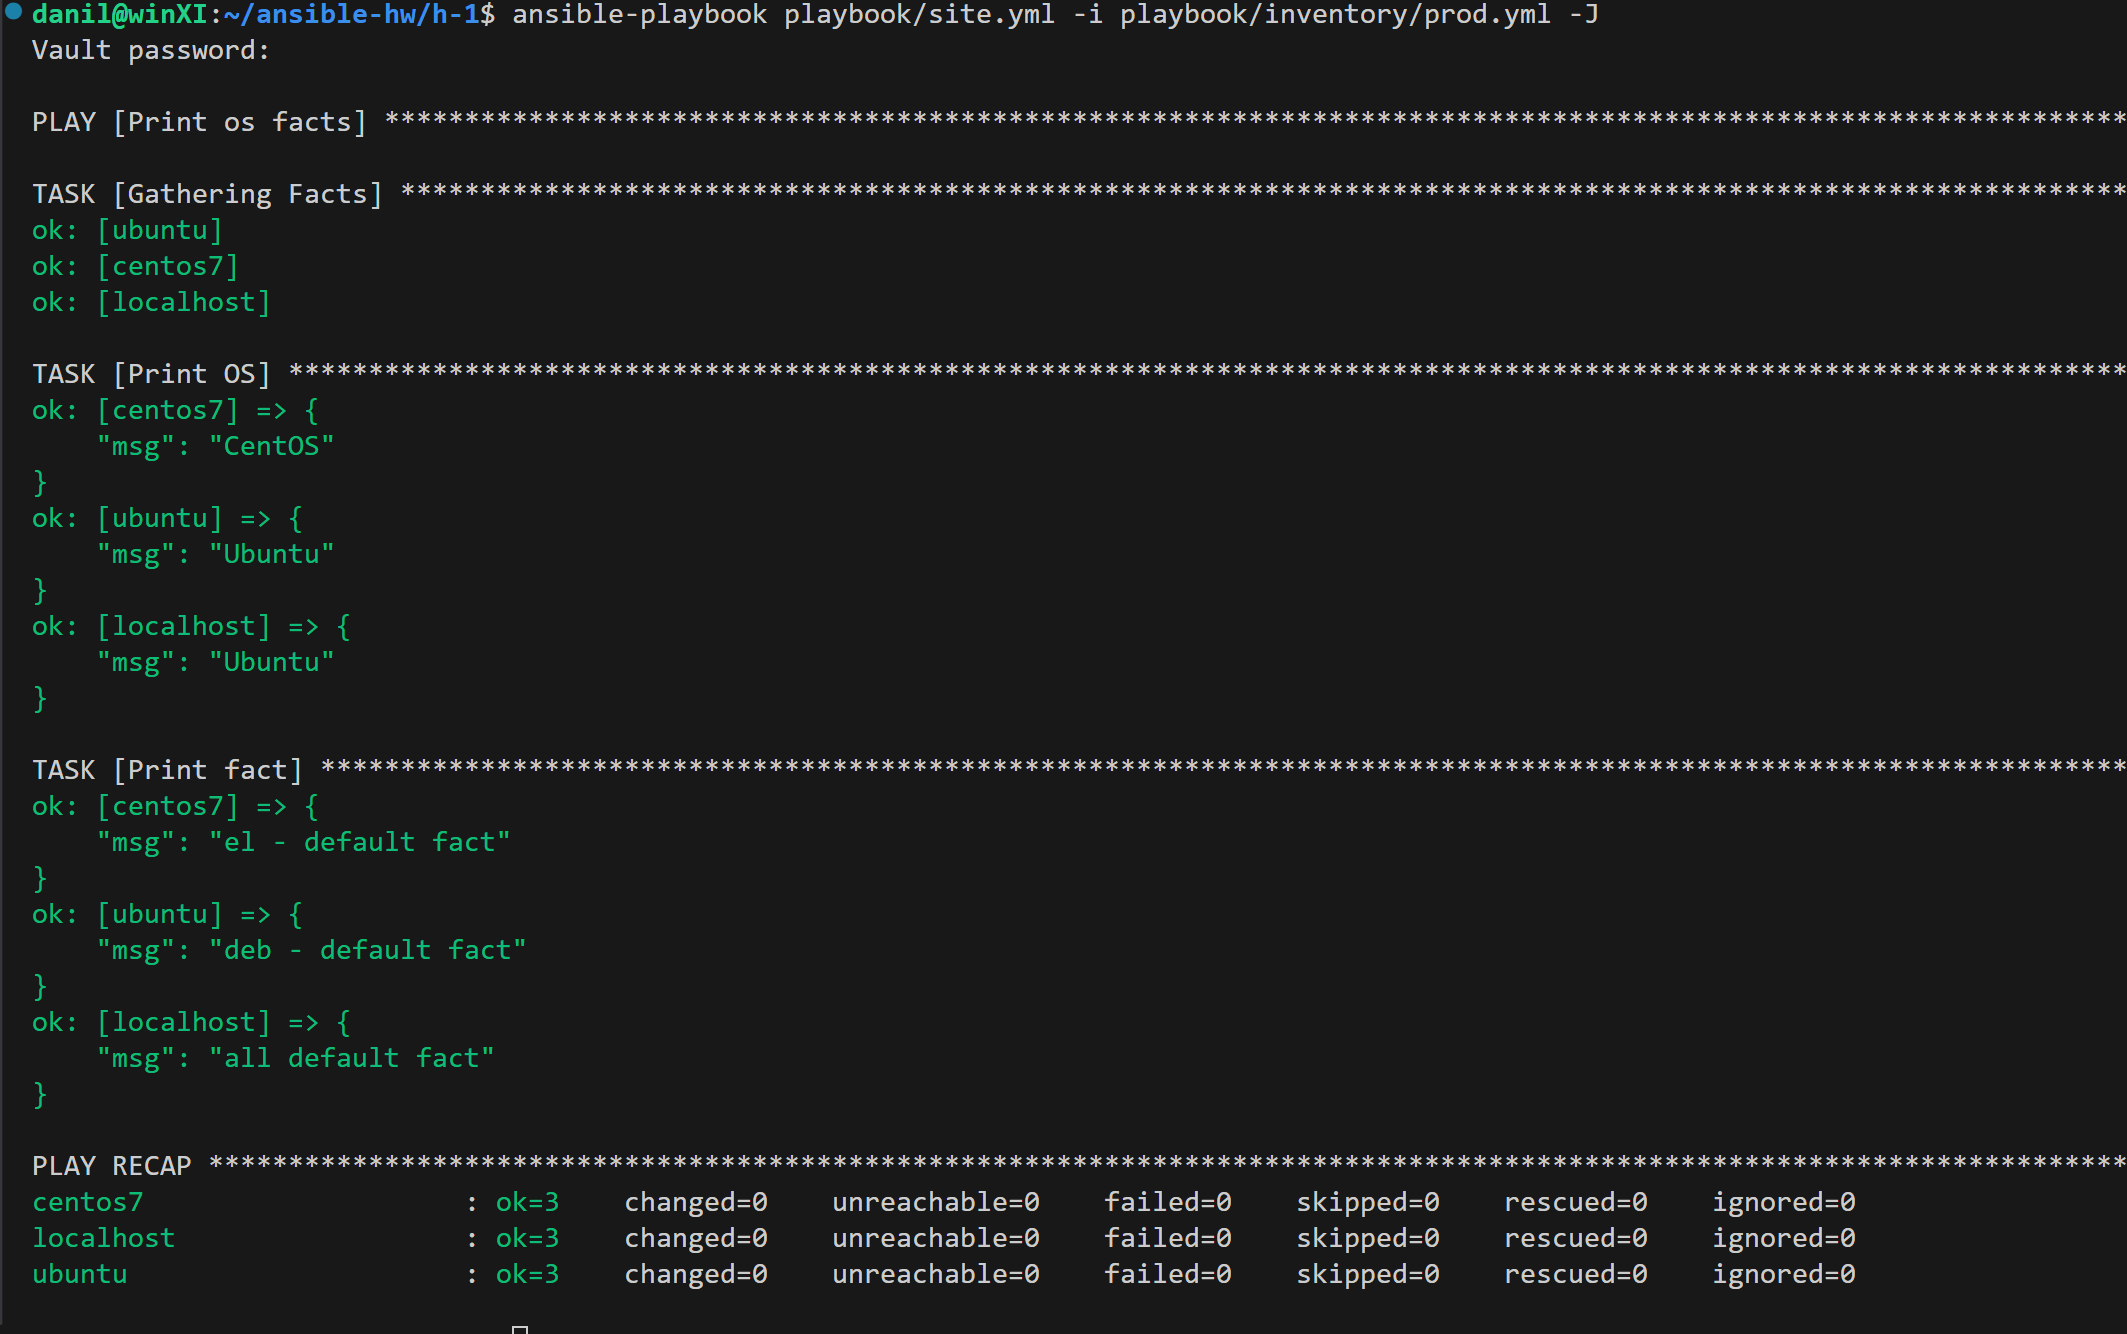 danil@winXI:~/ansible-hw/h-1$ ansible-playbook playbook/site.yml -i playbook/inventory/prod.yml -J
Vault password:
PLAY [Print os facts] *************************************************************************************************************
TASK [Gathering Facts] ************************************************************************************************************
ok: [ubuntu]
ok: [centos7]
ok: [localhost]
TASK [Print OS] *******************************************************************************************************************
ok: [centos7] => {
    "msg": "CentOS"
}
ok: [ubuntu] => {
    "msg": "Ubuntu"
}
ok: [localhost] => {
    "msg": "Ubuntu"
}
TASK [Print fact] *****************************************************************************************************************
ok: [centos7] => {
    "msg": "el - default fact"
}
ok: [ubuntu] => {
    "msg": "deb - default fact"
}
ok: [localhost] => {
    "msg": "all default fact"
}
PLAY RECAP ************************************************************************************************************************
centos7                    : ok=3    changed=0    unreachable=0    failed=0    skipped=0    rescued=0    ignored=0
localhost                  : ok=3    changed=0    unreachable=0    failed=0    skipped=0    rescued=0    ignored=0
ubuntu                     : ok=3    changed=0    unreachable=0    failed=0    skipped=0    rescued=0    ignored=0